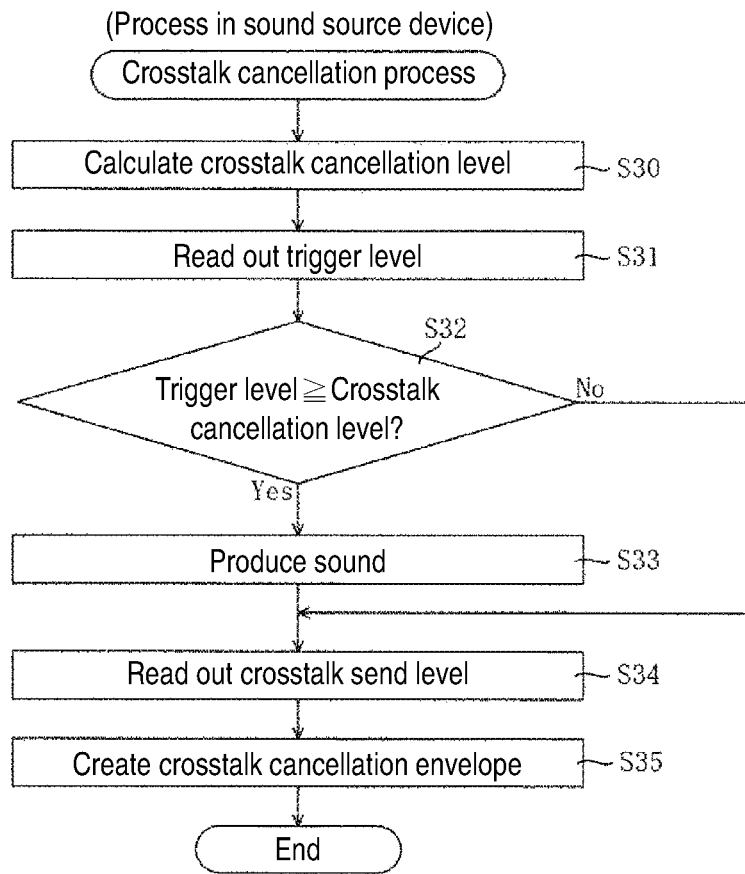 (Process in sound source device)
Crosstalk cancellation process
Calculate crosstalk cancellation level
S30
Read out trigger level
S31
S32
Trigger level ≧ Crosstalk
cancellation level?
No
Yes
Produce sound
S33
Read out crosstalk send level
S34
Create crosstalk cancellation envelope
S35
End